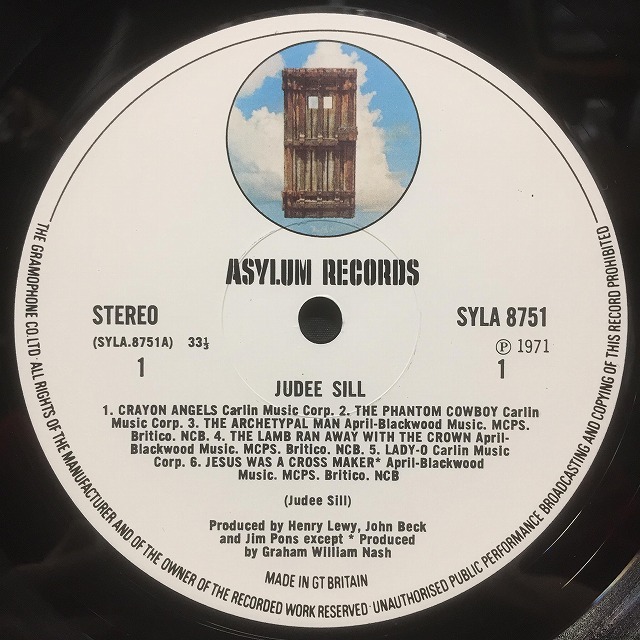 ASYLUM RECORDS
STEREO
(SYLA.8751A) 33⅓
1
SYLA 8751
℗ 1971
1
JUDEE SILL
1. CRAYON ANGELS Carlin Music Corp. 2. THE PHANTOM COWBOY Carlin
Music Corp. 3. THE ARCHETYPAL MAN April-Blackwood Music. MCPS.
Britico. NCB. 4. THE LAMB RAN AWAY WITH THE CROWN April-
Blackwood Music. MCPS. Britico. NCB. 5. LADY-O Carlin Music
Corp. 6. JESUS WAS A CROSS MAKER* April-Blackwood
Music. MCPS. Britico. NCB
(Judee Sill)
Produced by Henry Lewy, John Beck
and Jim Pons except * Produced
by Graham William Nash
MADE IN GT BRITAIN
THE GRAMOPHONE CO. LTD· ALL RIGHTS OF THE MANUFACTURER AND OF THE OWNER OF THE RECORDED WORK RESERVED· UNAUTHORISED PUBLIC PERFORMANCE BROADCASTING AND COPYING OF THIS RECORD PROHIBITED